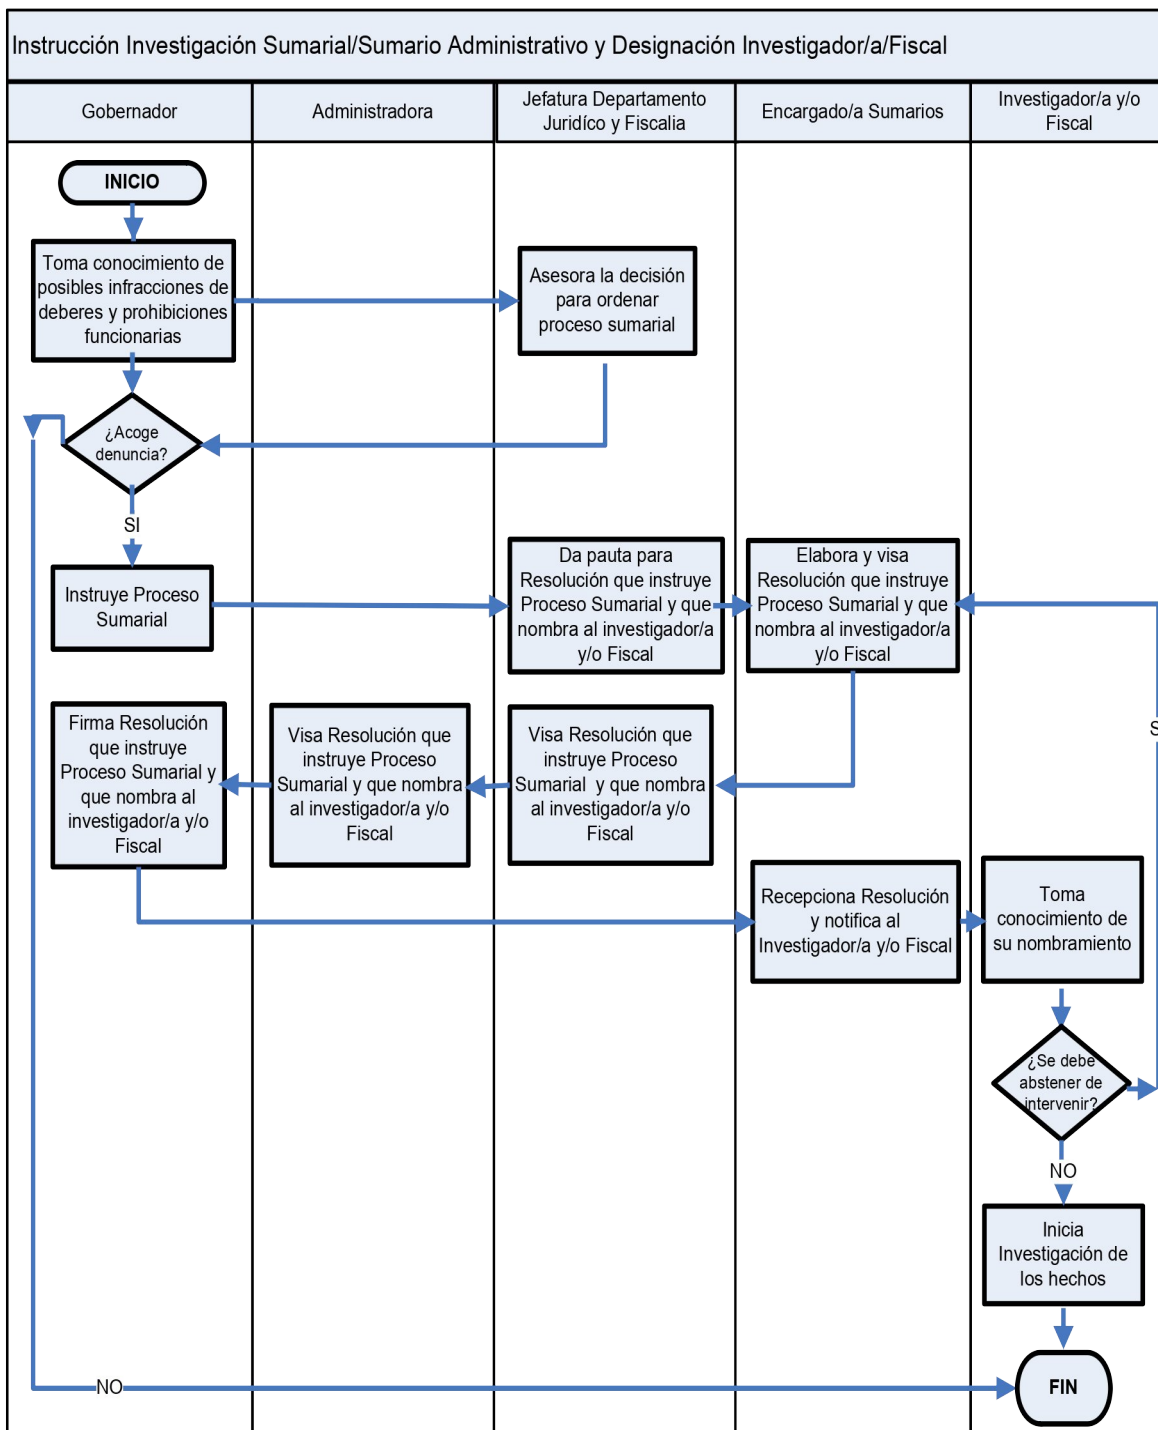 Instrucción Investigación Sumarial/Sumario Administrativo y Designación Investigador/a/Fiscal
Gobernador
Administradora
Jefatura Departamento
Juridíco y Fiscalia
Encargado/a Sumarios
Investigador/a y/o
Fiscal
INICIO
Toma conocimiento de
posibles infracciones de
deberes y prohibiciones
funcionarias
Asesora la decisión
para ordenar
proceso sumarial
¿Acoge
denuncia?
SI
Instruye Proceso
Sumarial
Da pauta para
Resolución que instruye
Proceso Sumarial y que
nombra al investigador/a
y/o Fiscal
Elabora y visa
Resolución que instruye
Proceso Sumarial y que
nombra al investigador/a
y/o Fiscal
Firma Resolución
que instruye
Proceso Sumarial y
que nombra al
investigador/a y/o
Fiscal
Visa Resolución que
instruye Proceso
Sumarial y que nombra
al investigador/a y/o
Fiscal
Visa Resolución que
instruye Proceso
Sumarial y que nombra
al investigador/a y/o
Fiscal
S
Recepciona Resolución
y notifica al
Investigador/a y/o Fiscal
Toma
conocimiento de
su nombramiento
¿Se debe
abstener de
intervenir?
NO
Inicia
Investigación de
los hechos
NO
FIN